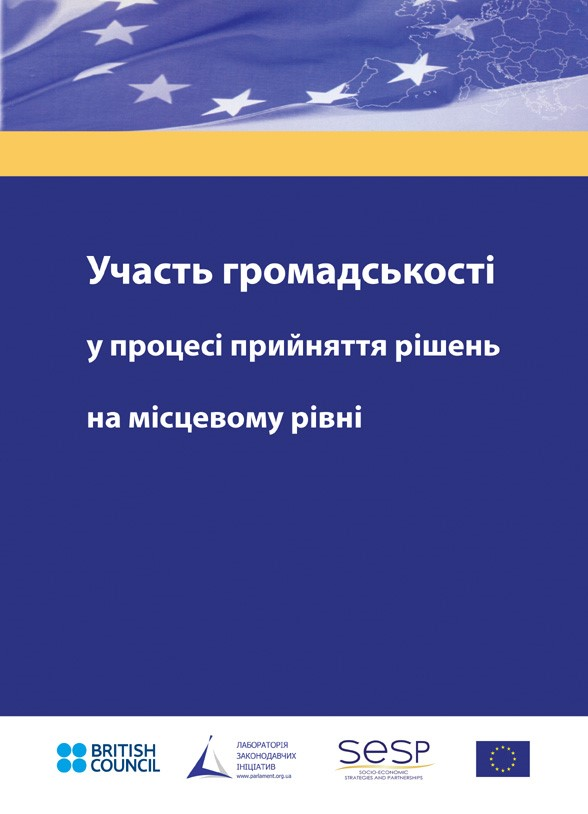 Участь громадськості
у процесі прийняття рішень
на місцевому рівні
BRITISH
COUNCIL
ЛАБОРАТОРІЯ
ЗАКОНОДАВЧИХ
ІНІЦІАТИВ
www.parlament.org.ua
SeSP
SOCIO-ECONOMIC
STRATEGIES AND PARTNERSHIPS